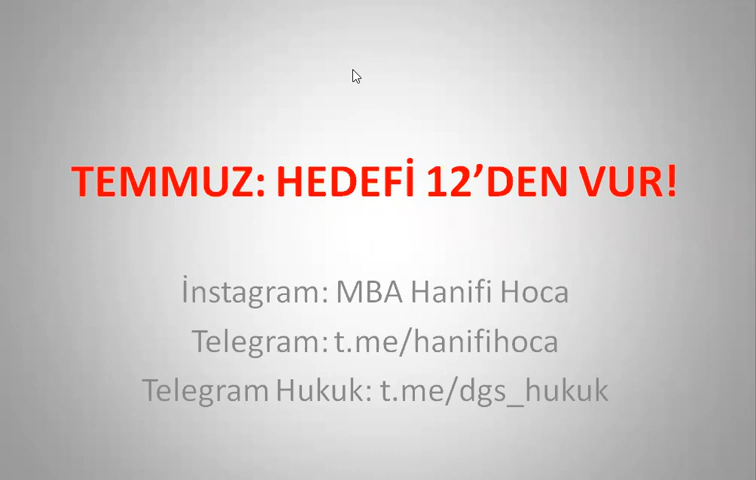 TEMMUZ: HEDEFİ 12’DEN VUR!
İnstagram: MBA Hanifi Hoca
Telegram: t.me/hanifihoca
Telegram Hukuk: t.me/dgs_hukuk